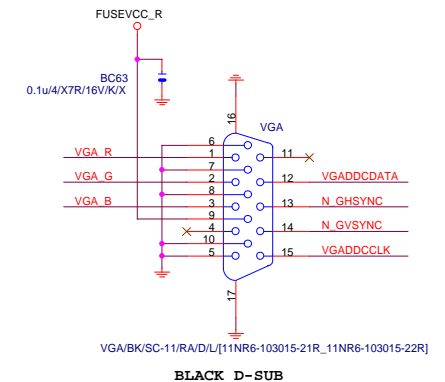 FUSEVCC_R
BC63
0.1u/4/X7R/16V/K/X
16
VGA
6
VGA_R 1 11
7
VGA_G 2 12 VGADDCDATA
8
VGA_B 3 13 N_GHSYNC
9
4 14 N_GVSYNC
10
5 15 VGADDCCLK
17
VGA/BK/SC-11/RA/D/L/[11NR6-103015-21R_11NR6-103015-22R]
BLACK D-SUB